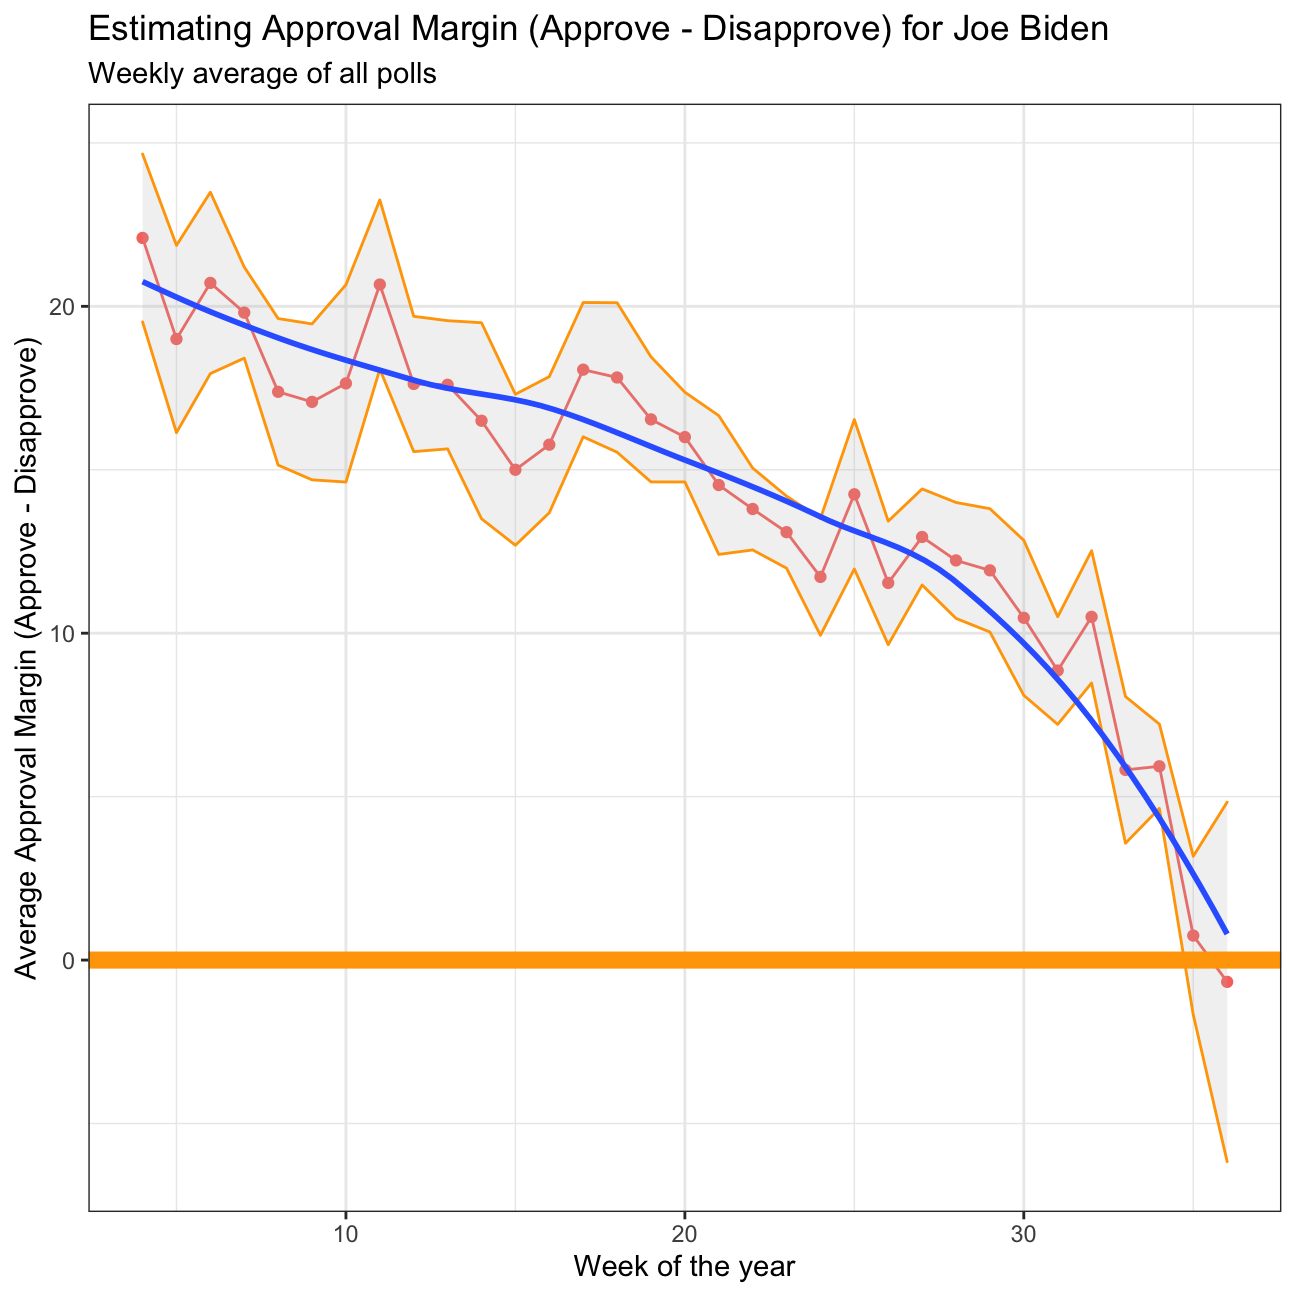 Estimating Approval Margin (Approve - Disapprove) for Joe Biden
Weekly average of all polls
Average Approval Margin (Approve - Disapprove)
20
10
0
10
20
30
Week of the year